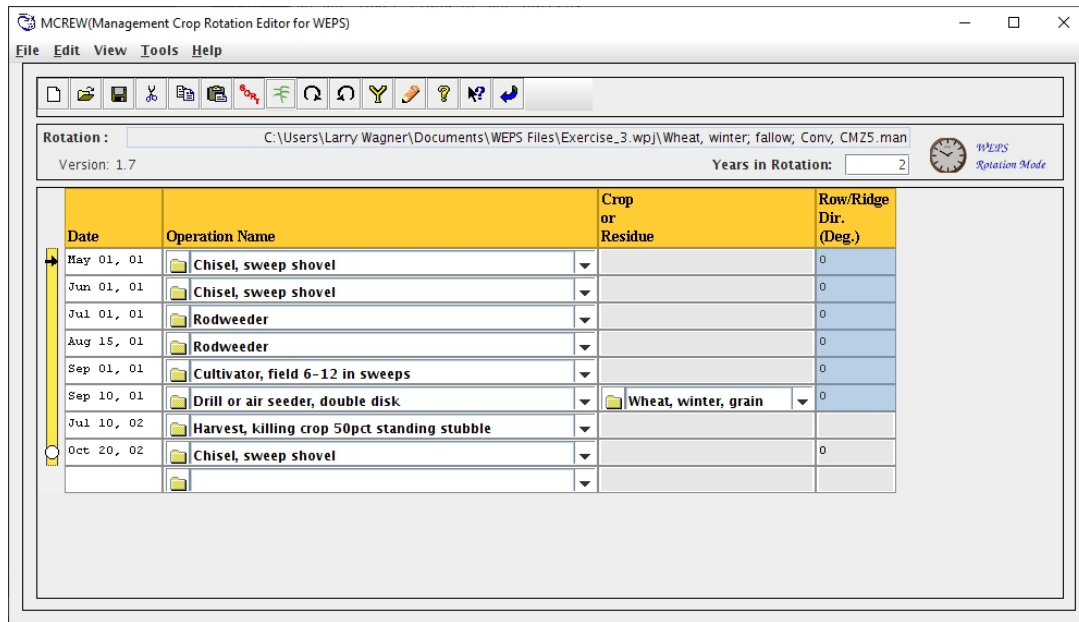 MCREW(Management Crop Rotation Editor for WEPS)
File Edit View Tools Help
SORT
Rotation : C:\Users\Larry Wagner\Documents\WEPS Files\Exercise_3.wpj\Wheat, winter; fallow; Conv, CMZ5.man
Version: 1.7 Years in Rotation: 2
WEPS
Rotation Mode
Date Operation Name Crop or Residue Row/Ridge Dir. (Deg.)
May 01, 01 Chisel, sweep shovel 0
Jun 01, 01 Chisel, sweep shovel 0
Jul 01, 01 Rodweeder 0
Aug 15, 01 Rodweeder 0
Sep 01, 01 Cultivator, field 6-12 in sweeps 0
Sep 10, 01 Drill or air seeder, double disk Wheat, winter, grain 0
Jul 10, 02 Harvest, killing crop 50pct standing stubble
Oct 20, 02 Chisel, sweep shovel 0